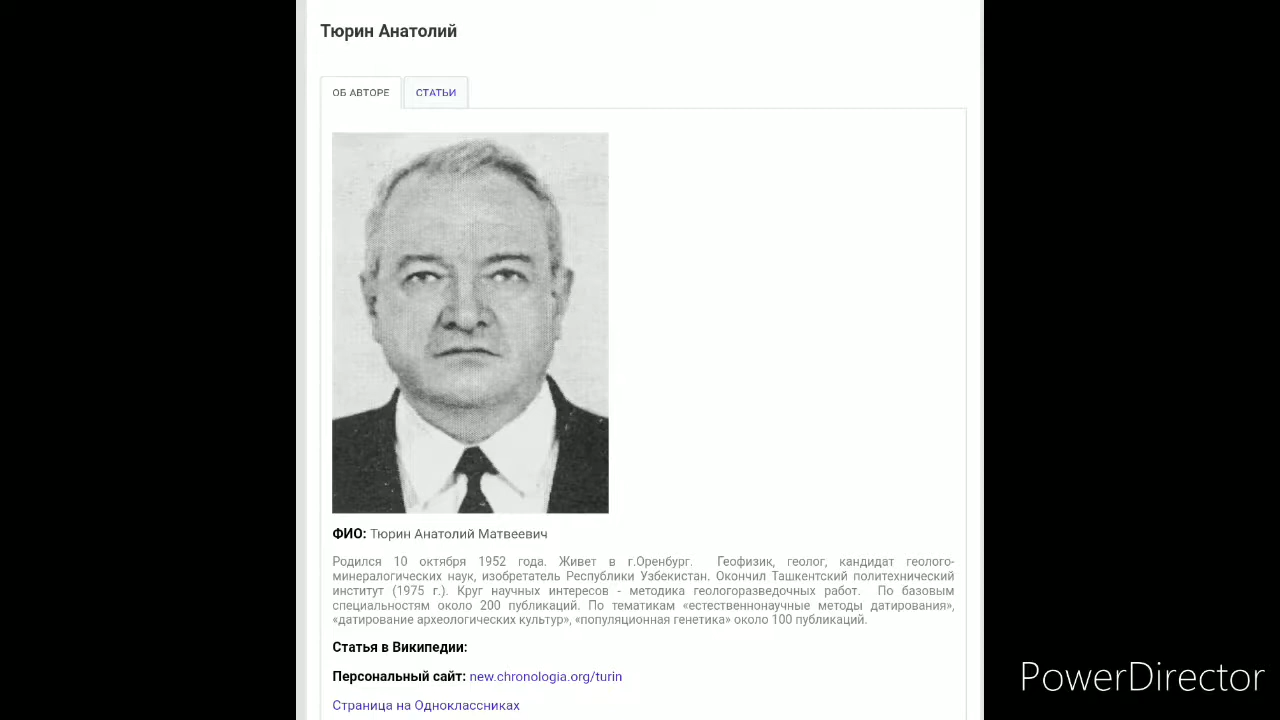 Тюрин Анатолий
ОБ АВТОРЕ
СТАТЬИ
ФИО: Тюрин Анатолий Матвеевич
Родился 10 октября 1952 года. Живет в г.Оренбург. Геофизик, геолог, кандидат геолого-
минералогических наук, изобретатель Республики Узбекистан. Окончил Ташкентский политехнический
институт (1975 г.). Круг научных интересов - методика геологоразведочных работ. По базовым
специальностям около 200 публикаций. По тематикам «естественнонаучные методы датирования»,
«датирование археологических культур», «популяционная генетика» около 100 публикаций.
Статья в Википедии:
Персональный сайт: new.chronologia.org/turin
Страница на Одноклассниках
PowerDirector